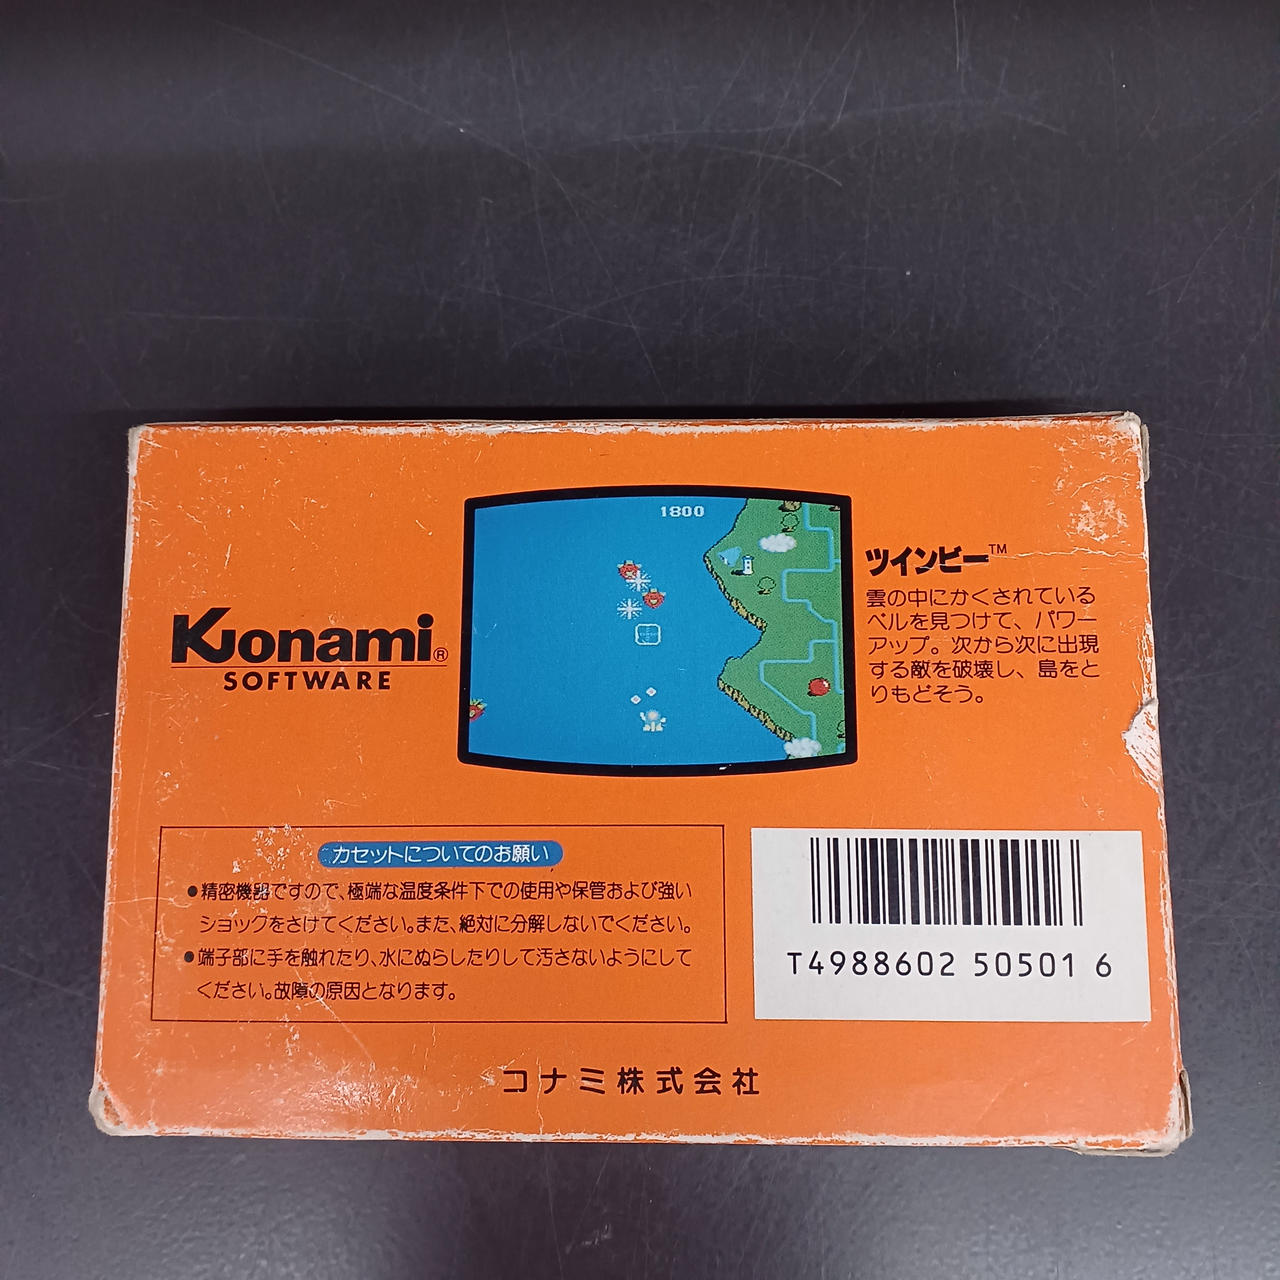 1800
ツインビー™
雲の中にかくされている
ベルを見つけて、パワー
アップ。次から次に出現
する敵を破壊し、島をと
りもどそう。
Konami®
SOFTWARE
カセットについてのお願い
●精密機器ですので、極端な温度条件下での使用や保管および強い
ショックをさけてください。また、絶対に分解しないでください。
●端子部に手を触れたり、水にぬらしたりして汚さないようにして
ください。故障の原因となります。
T4988602 50501 6
コナミ株式会社